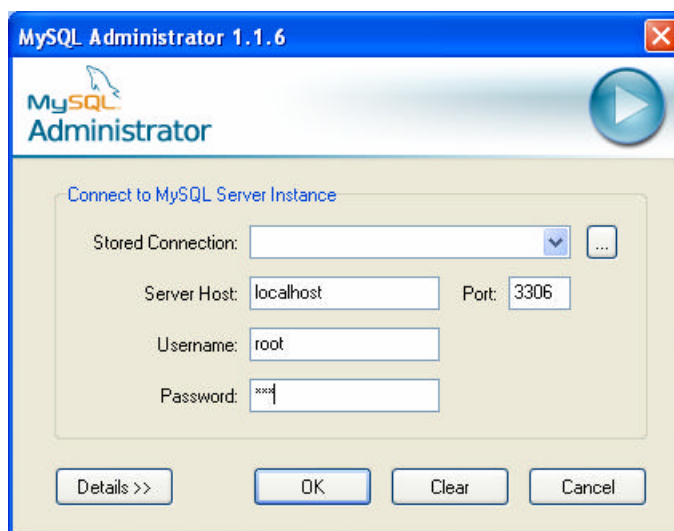 MySQL Administrator 1.1.6
MySQL
Administrator
Connect to MySQL Server Instance
Stored Connection:
...
Server Host: localhost Port: 3306
Username: root
Password: ***
Details >> OK Clear Cancel